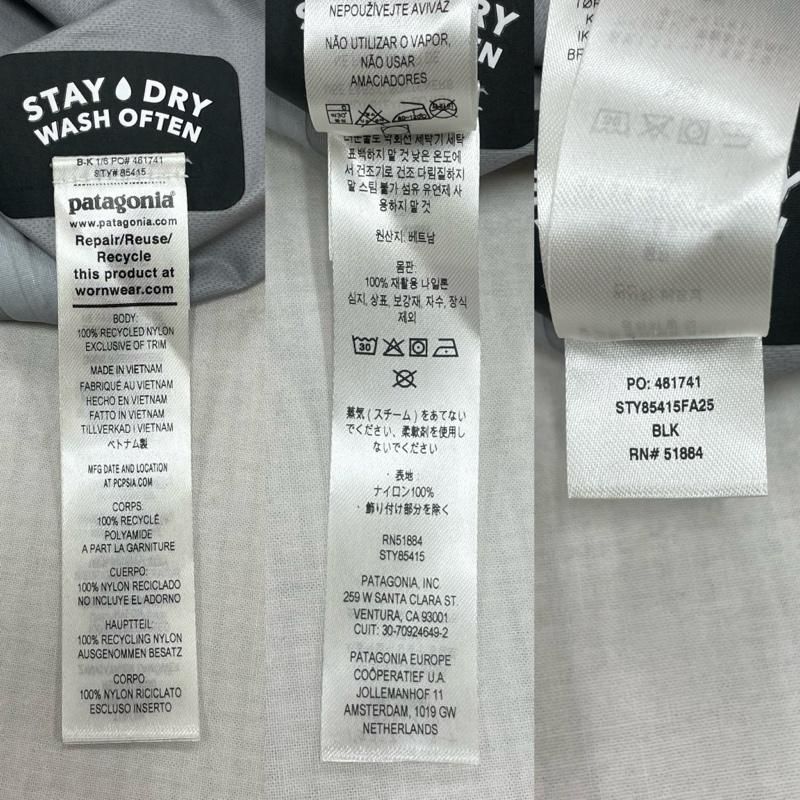 STAY DRY
WASH OFTEN
B-K 1/6 PO# 481741
STY# 85415
patagonia®
www.patagonia.com
Repair/Reuse/
Recycle
this product at
wornwear.com
BODY:
100% RECYCLED NYLON
EXCLUSIVE OF TRIM
MADE IN VIETNAM
FABRIQUÉ AU VIETNAM
HECHO EN VIETNAM
FATTO IN VIETNAM
TILLVERKAD I VIETNAM
ベトナム製
MFG DATE AND LOCATION
AT PCPSIA.COM
CORPS:
100% RECYCLÉ
POLYAMIDE
A PART LA GARNITURE
CUERPO:
100% NYLON RECICLADO
NO INCLUYE EL ADORNO
HAUPTTEIL:
100% RECYCLING NYLON
AUSGENOMMEN BESATZ
CORPO:
100% NYLON RICICLATO
ESCLUSO INSERTO
DRY
NEPOUŽÍVEJTE AVIVÁŽ
NÃO UTILIZAR O VAPOR,
NÃO USAR
AMACIADORES
표백하지 말 것 낮은 온도에
서 건조기로 건조 다림질하지
말 스팀 불가 섬유 유연제 사
용하지 말 것
원산지: 베트남
몸판:
100% 재활용 나일론
심지, 상표, 보강재, 자수, 장식
제외
30
蒸気(スチーム)をあてない
でください、柔軟剤を使用し
ないでください
・ 表地
ナイロン100%
・ 飾り付け部分を除く
RN51884
STY85415
PATAGONIA, INC.
259 W SANTA CLARA ST.
VENTURA, CA 93001
CUIT: 30-70924649-2
PATAGONIA EUROPE
COÖPERATIEF U.A.
JOLLEMANHOF 11
AMSTERDAM, 1019 GW
NETHERLANDS
PO: 481741
STY85415FA25
BLK
RN# 51884